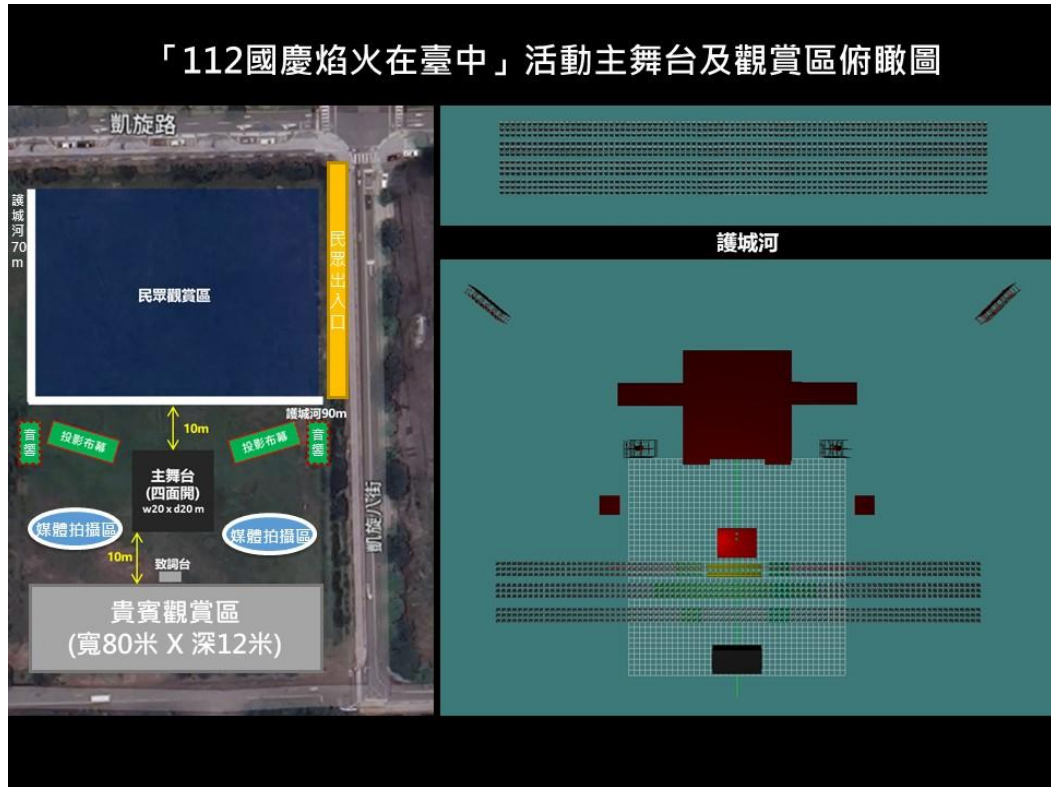 「112國慶焰火在臺中」活動主舞台及觀賞區俯瞰圖
凱旋路
護城河70m
民眾觀賞區
民眾出入口
護城河90m
10m
音響
投影布幕
投影布幕
音響
主舞台
(四面開)
w20 x d20 m
媒體拍攝區
媒體拍攝區
10m
致詞台
貴賓觀賞區
(寬80米 X 深12米)
凱旋八街
護城河